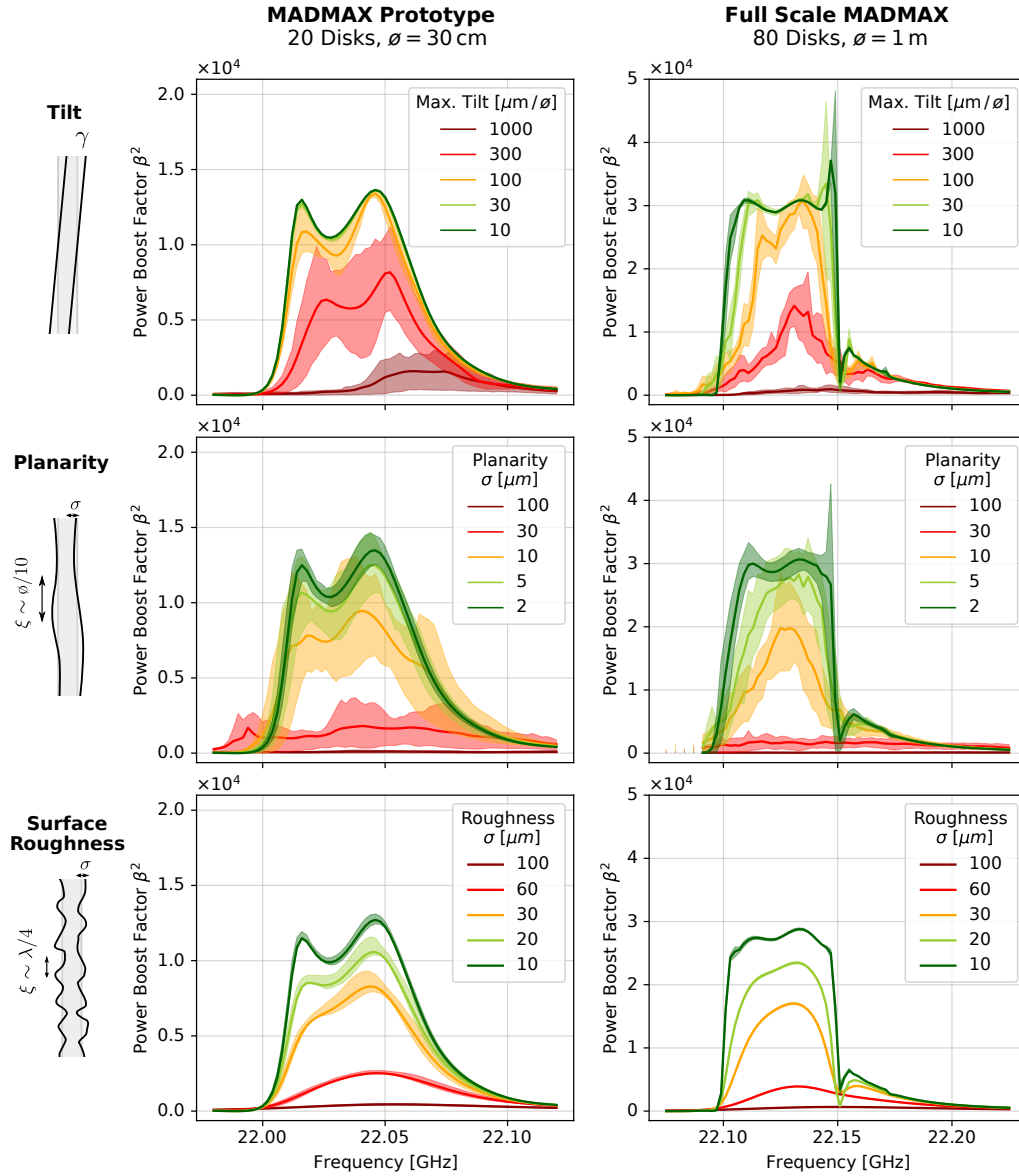 MADMAX Prototype
20 Disks, ø = 30 cm
Full Scale MADMAX
80 Disks, ø = 1 m
Tilt
γ
×10⁴
2.0
1.5
1.0
0.5
0.0
Power Boost Factor β²
Max. Tilt [μm / ø]
1000
300
100
30
10
×10⁴
5
4
3
2
1
0
Power Boost Factor β²
Max. Tilt [μm / ø]
1000
300
100
30
10
Planarity
σ
ξ ∼ ø/10
×10⁴
2.0
1.5
1.0
0.5
0.0
Power Boost Factor β²
Planarity
σ [μm]
100
30
10
5
2
×10⁴
5
4
3
2
1
0
Power Boost Factor β²
Planarity
σ [μm]
100
30
10
5
2
Surface
Roughness
σ
ξ ∼ λ/4
×10⁴
2.0
1.5
1.0
0.5
0.0
Power Boost Factor β²
Roughness
σ [μm]
100
60
30
20
10
22.00
22.05
22.10
Frequency [GHz]
×10⁴
5
4
3
2
1
0
Power Boost Factor β²
Roughness
σ [μm]
100
60
30
20
10
22.10
22.15
22.20
Frequency [GHz]